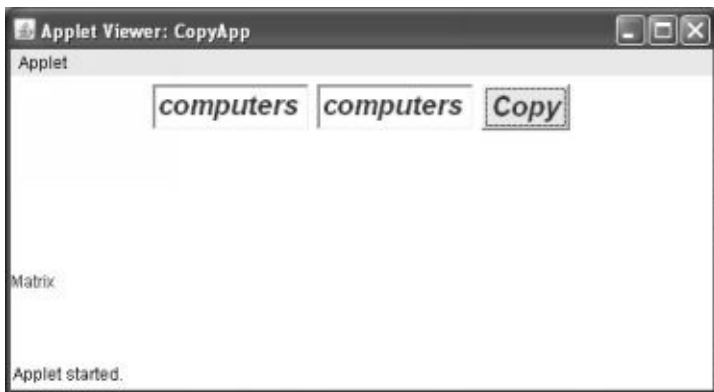 Applet Viewer: CopyApp
Applet
computers computers Copy
Matrix
Applet started.